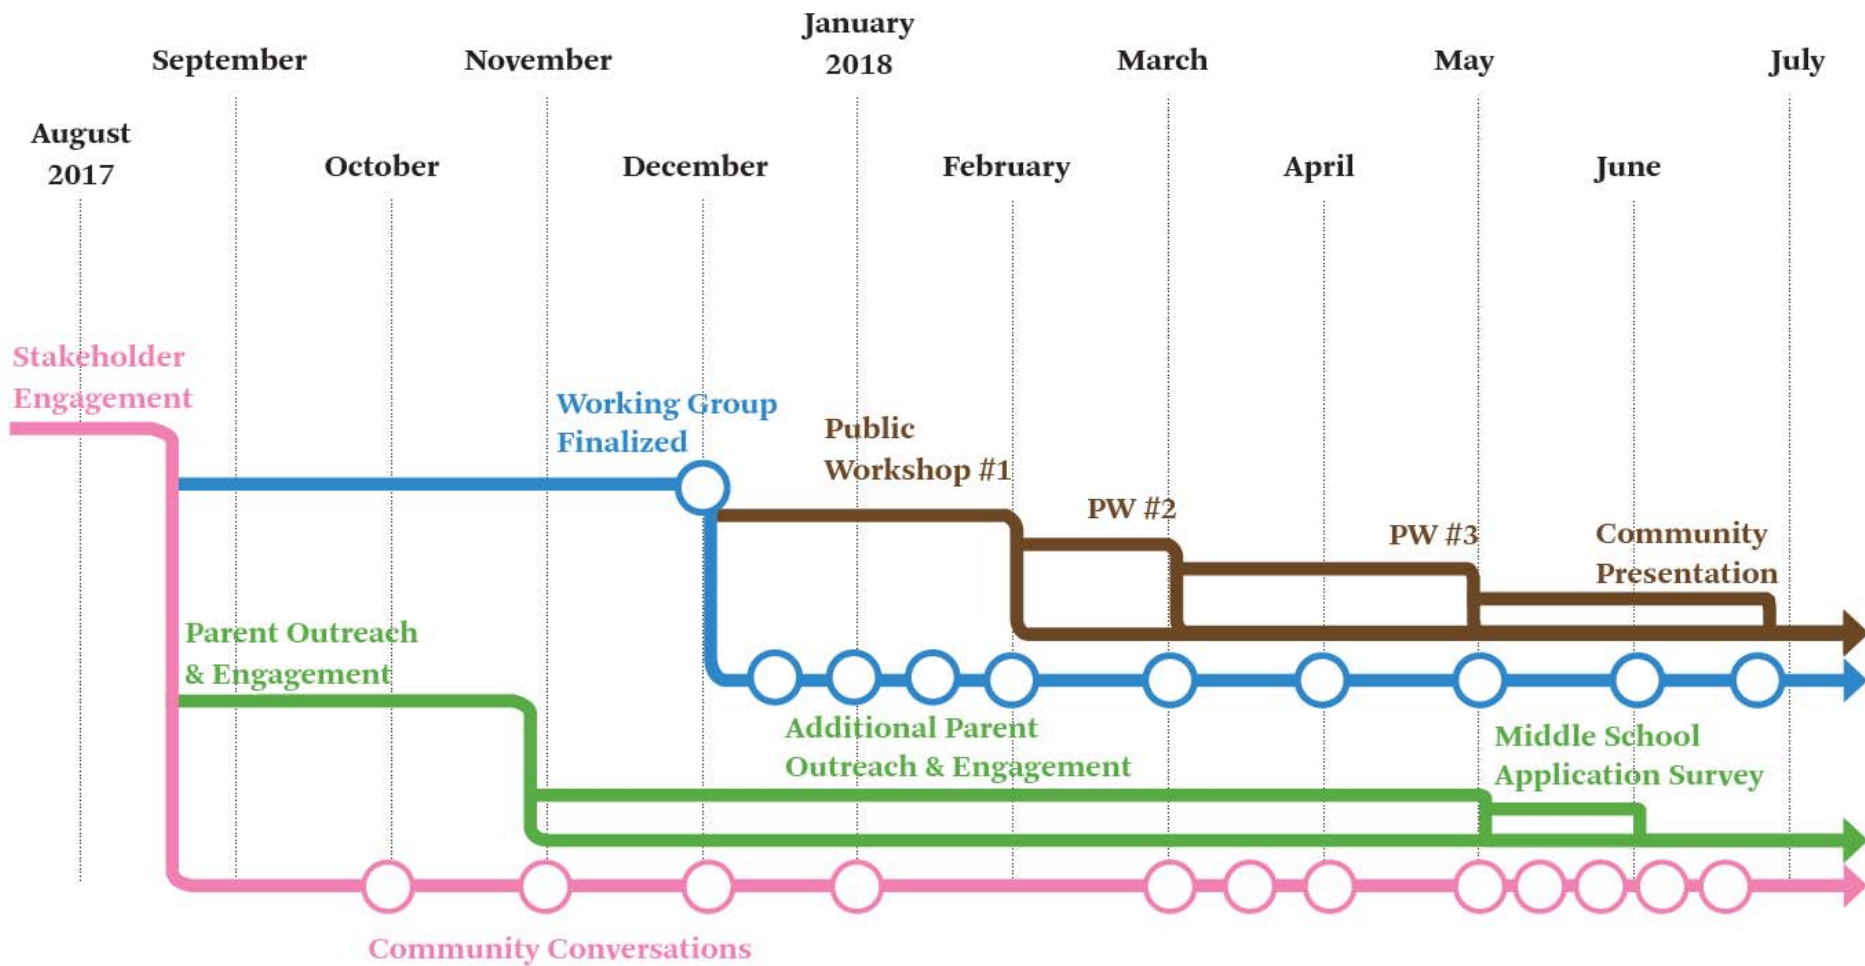 January
2018
September
November
March
May
July
August
2017
October
December
February
April
June
Stakeholder
Engagement
Working Group
Finalized
Public
Workshop #1
PW #2
PW #3
Community
Presentation
Parent Outreach
& Engagement
Additional Parent
Outreach & Engagement
Middle School
Application Survey
Community Conversations